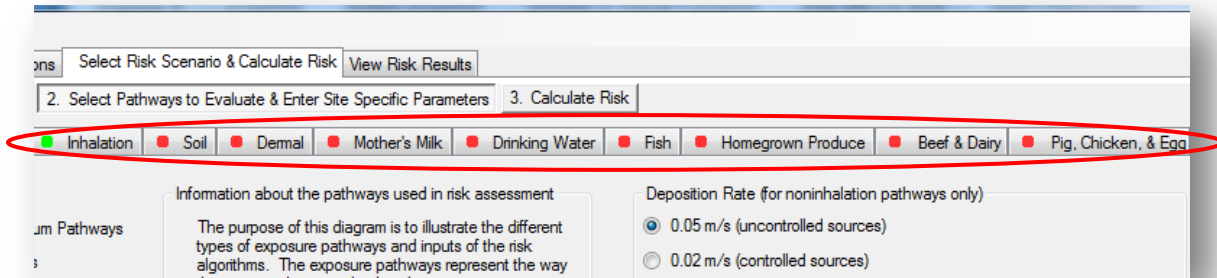 ons Select Risk Scenario & Calculate Risk View Risk Results
2. Select Pathways to Evaluate & Enter Site Specific Parameters 3. Calculate Risk
Inhalation Soil Dermal Mother's Milk Drinking Water Fish Homegrown Produce Beef & Dairy Pig, Chicken, & Egg
Information about the pathways used in risk assessment Deposition Rate (for noninhalation pathways only)
um Pathways The purpose of this diagram is to illustrate the different 0.05 m/s (uncontrolled sources)
types of exposure pathways and inputs of the risk
s algorithms. The exposure pathways represent the way 0.02 m/s (controlled sources)